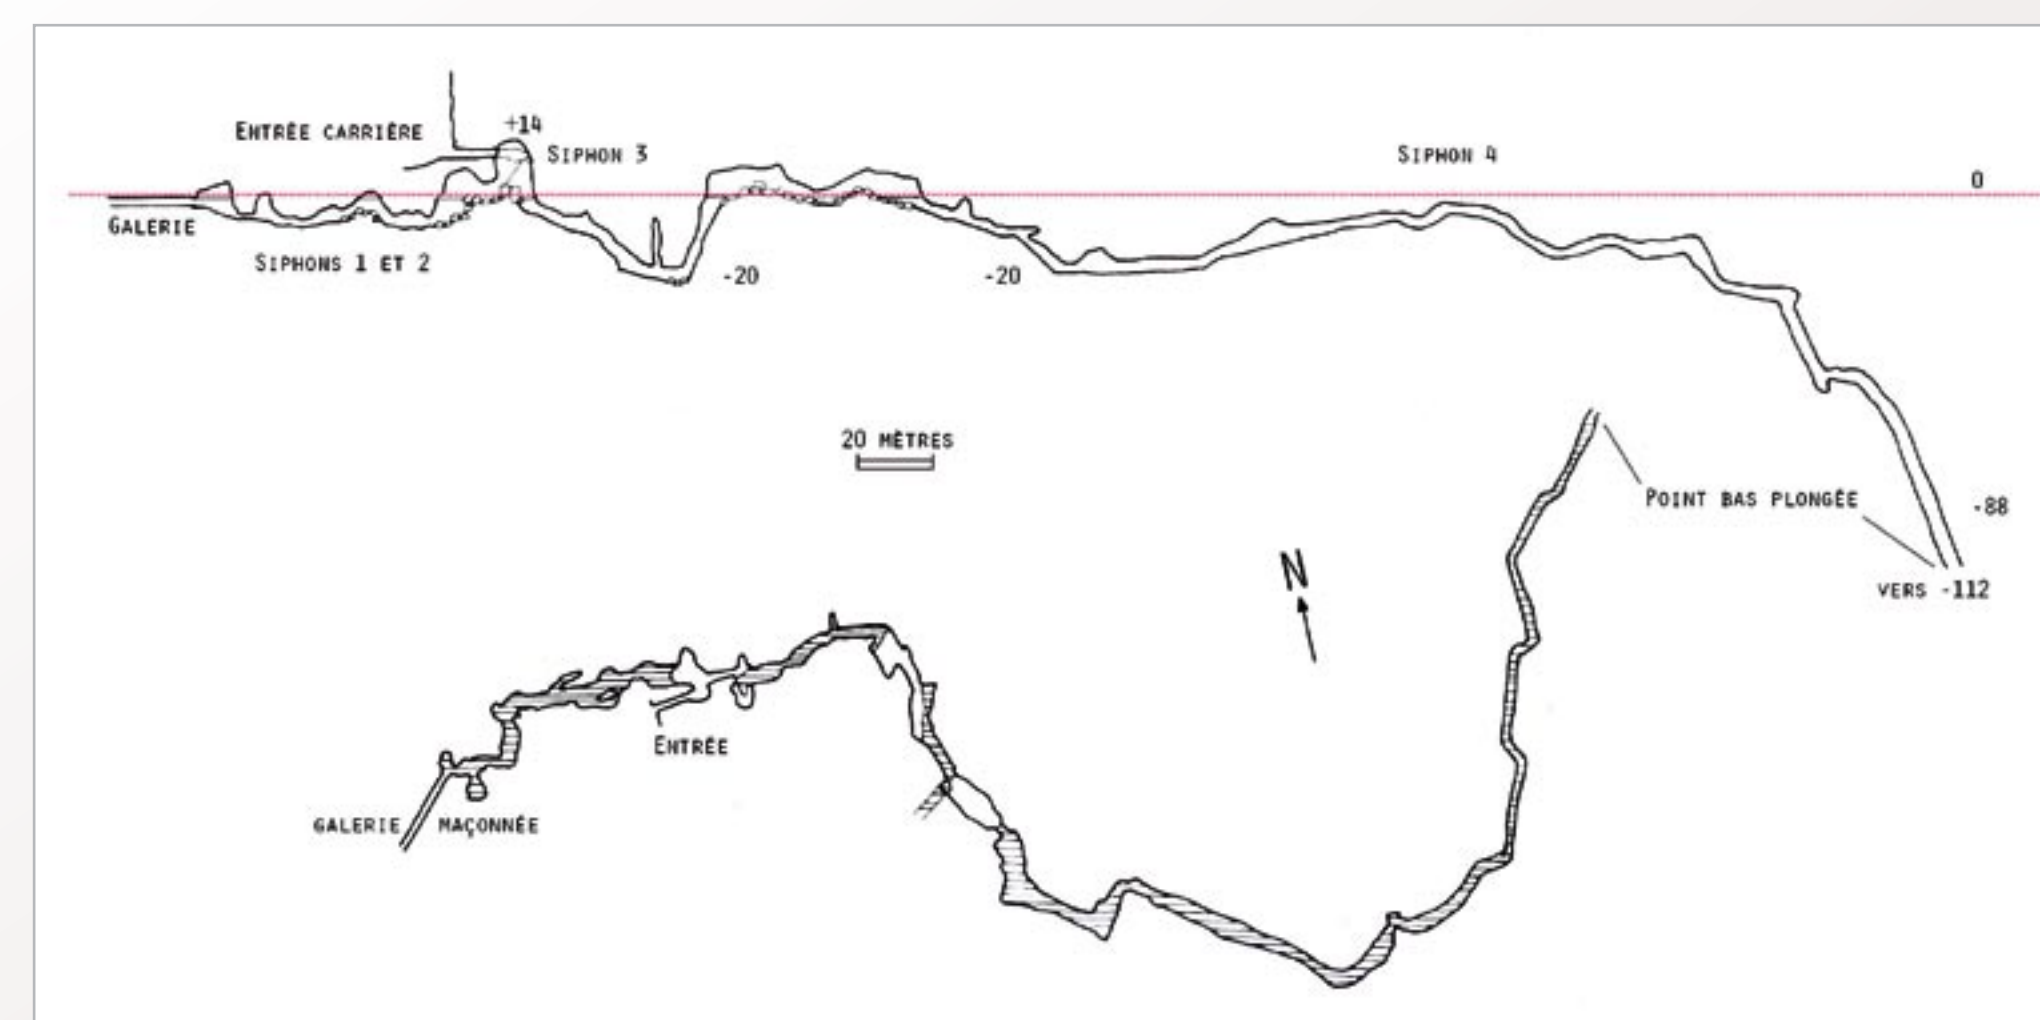 +14
ENTRÉE CARRIÈRE
SIPHON 3
SIPHON 4
0
GALERIE
SIPHONS 1 ET 2
-20
-20
20 MÈTRES
POINT BAS PLONGÉE
-88
N
VERS -112
ENTRÉE
GALERIE MAÇONNÉE